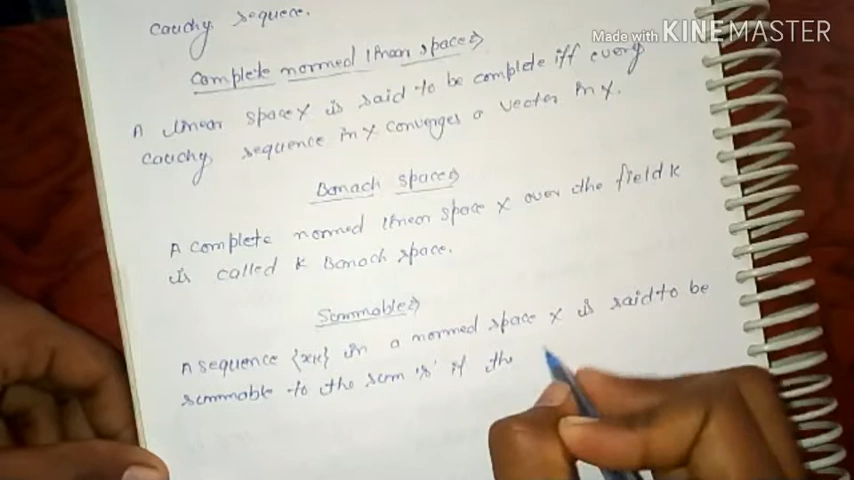 Made with KINEMASTER
Cauchy sequence.
Complete normed linear space
A linear space X is said to be complete iff every
Cauchy sequence in X converges a vector in X.
Banach space
A complete normed linear space X over the field K
is called K Banach space.
Summable
A sequence {xn} in a normed space X is said to be
summable to the sum 's' if the